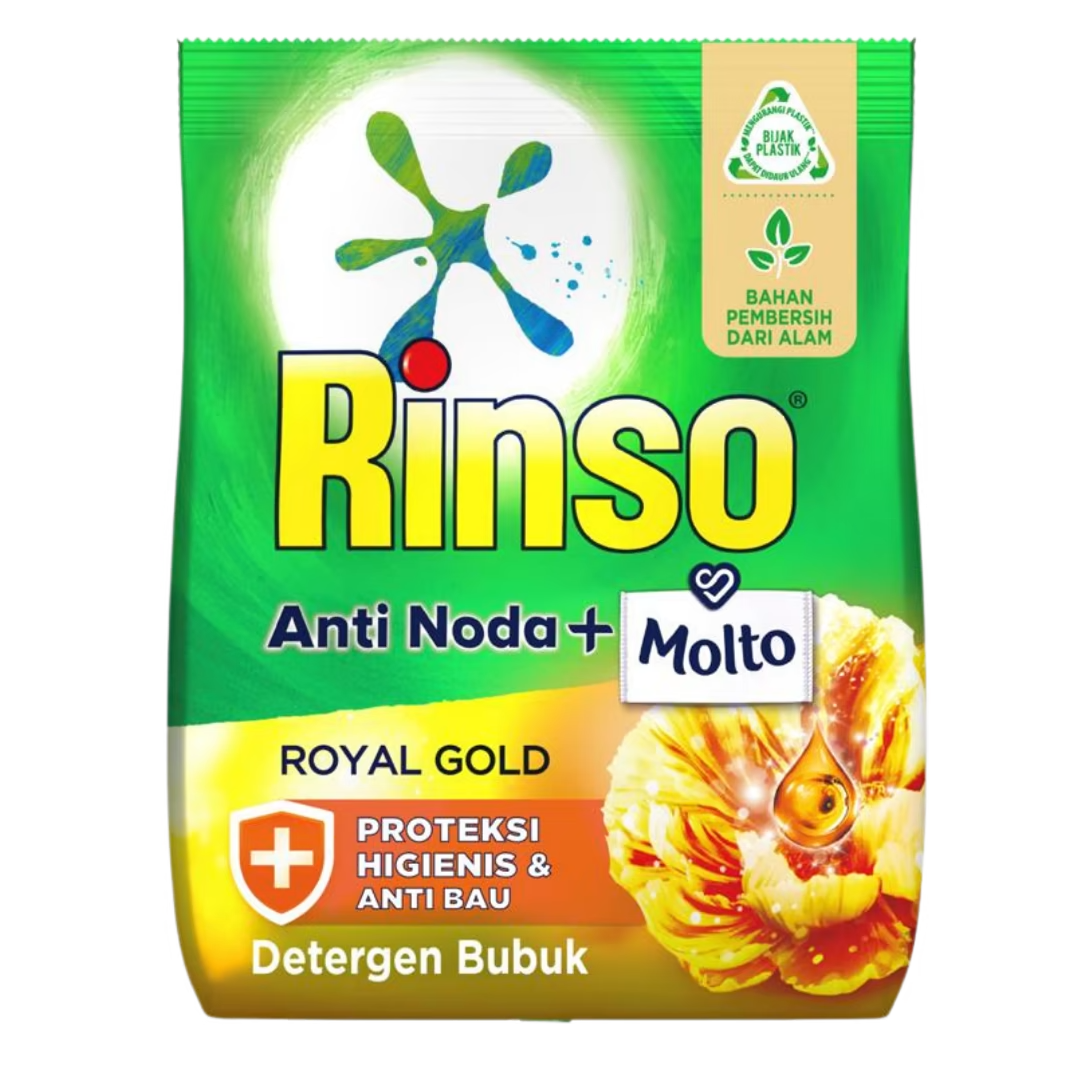 MENGURANGI PLASTIK
BIJAK
PLASTIK
DAPAT DIDAUR ULANG
BAHAN
PEMBERSIH
DARI ALAM
Rinso®
Anti Noda + Molto
ROYAL GOLD
PROTEKSI
HIGIENIS &
ANTI BAU
Detergen Bubuk